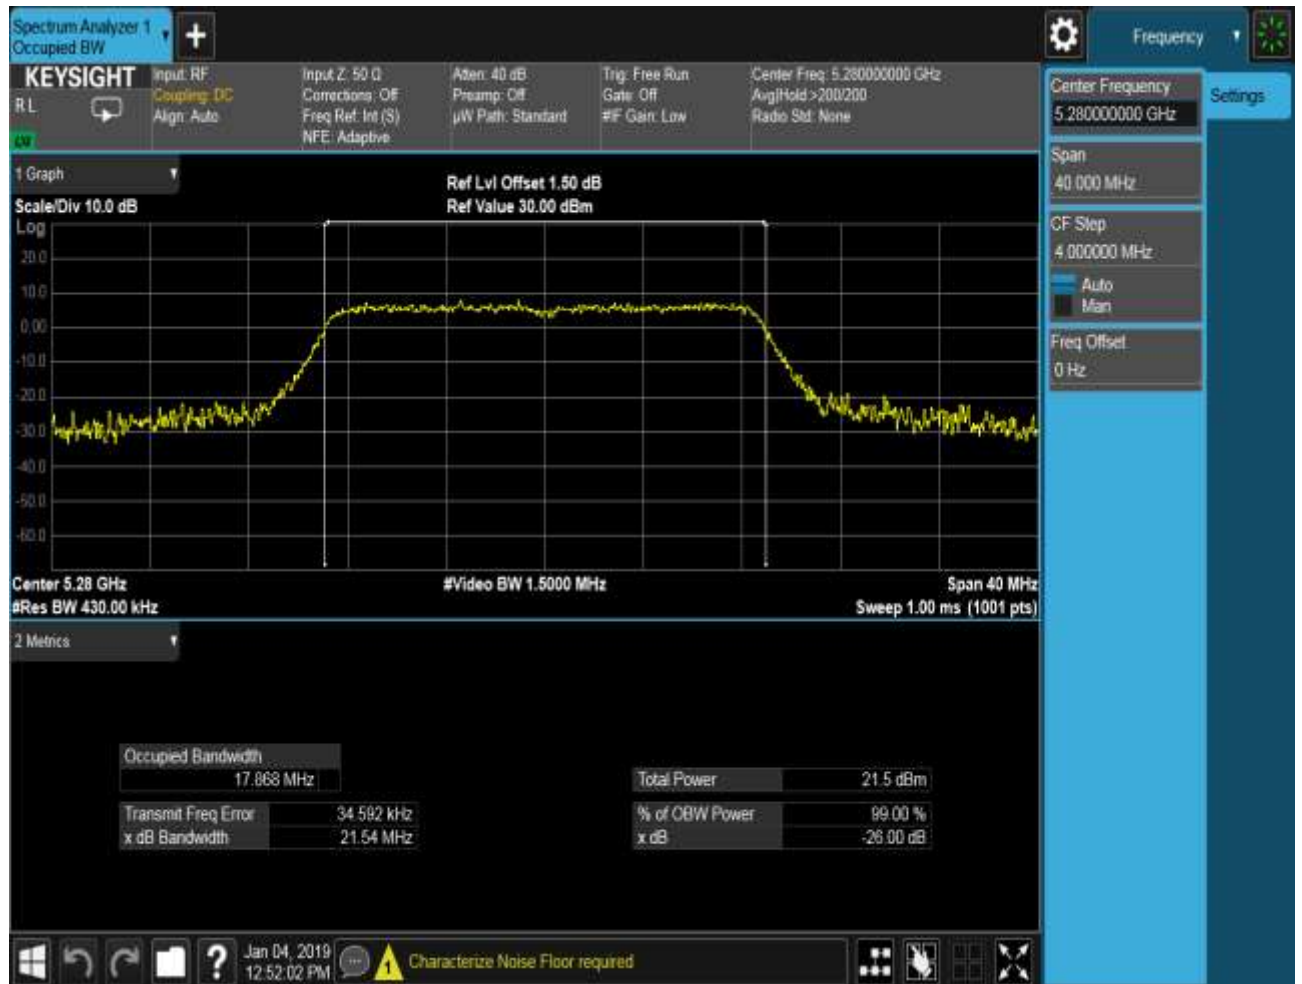 Spectrum Analyzer 1
Occupied BW
Frequency
KEYSIGHT
R L
Input: RF
Coupling: DC
Align: Auto
Input Z: 50 Ω
Corrections: Off
Freq Ref: Int (S)
NFE: Adaptive
Atten: 40 dB
Preamp: Off
µW Path: Standard
Trig: Free Run
Gate: Off
#IF Gain: Low
Center Freq: 5.280000000 GHz
Avg|Hold:>200/200
Radio Std: None
Center Frequency
5.280000000 GHz
Settings
Span
40.000 MHz
CF Step
4.000000 MHz
Auto
Man
Freq Offset
0 Hz
1 Graph
Scale/Div 10.0 dB
Ref Lvl Offset 1.50 dB
Ref Value 30.00 dBm
Log
20.0
10.0
0.00
-10.0
-20.0
-30.0
-40.0
-50.0
-60.0
Center 5.28 GHz
#Video BW 1.5000 MHz
Span 40 MHz
#Res BW 430.00 kHz
Sweep 1.00 ms (1001 pts)
2 Metrics
Occupied Bandwidth
17.868 MHz
Total Power 21.5 dBm
Transmit Freq Error 34.592 kHz
% of OBW Power 99.00 %
x dB Bandwidth 21.54 MHz
x dB -26.00 dB
?
Jan 04, 2019
12:52:02 PM
1
Characterize Noise Floor required